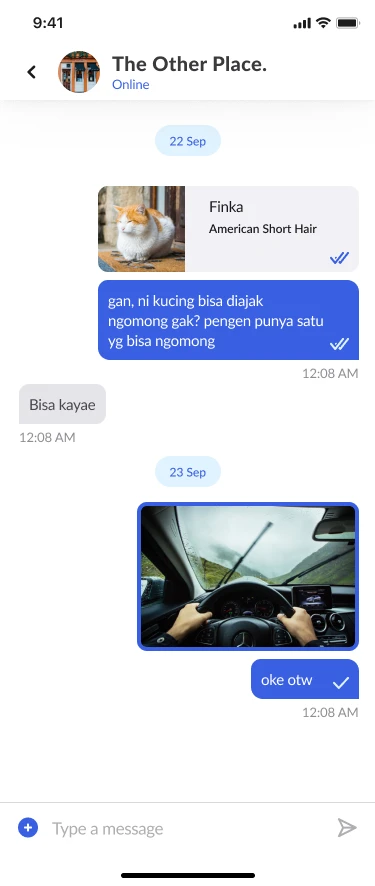 9:41
The Other Place.
Online
22 Sep
Finka
American Short Hair
gan, ni kucing bisa diajak
ngomong gak? pengen punya satu
yg bisa ngomong
12:08 AM
Bisa kayae
12:08 AM
23 Sep
oke otw
12:08 AM
Type a message